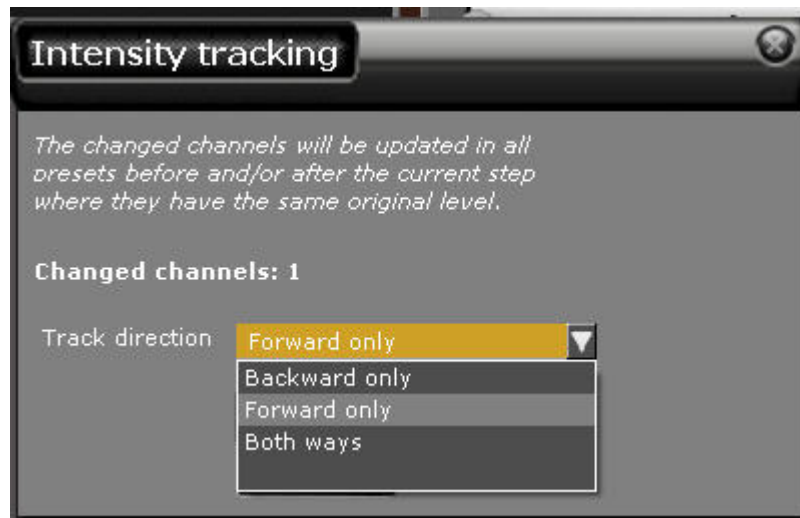 Intensity tracking
The changed channels will be updated in all
presets before and/or after the current step
where they have the same original level.
Changed channels: 1
Track direction
Forward only
Backward only
Forward only
Both ways